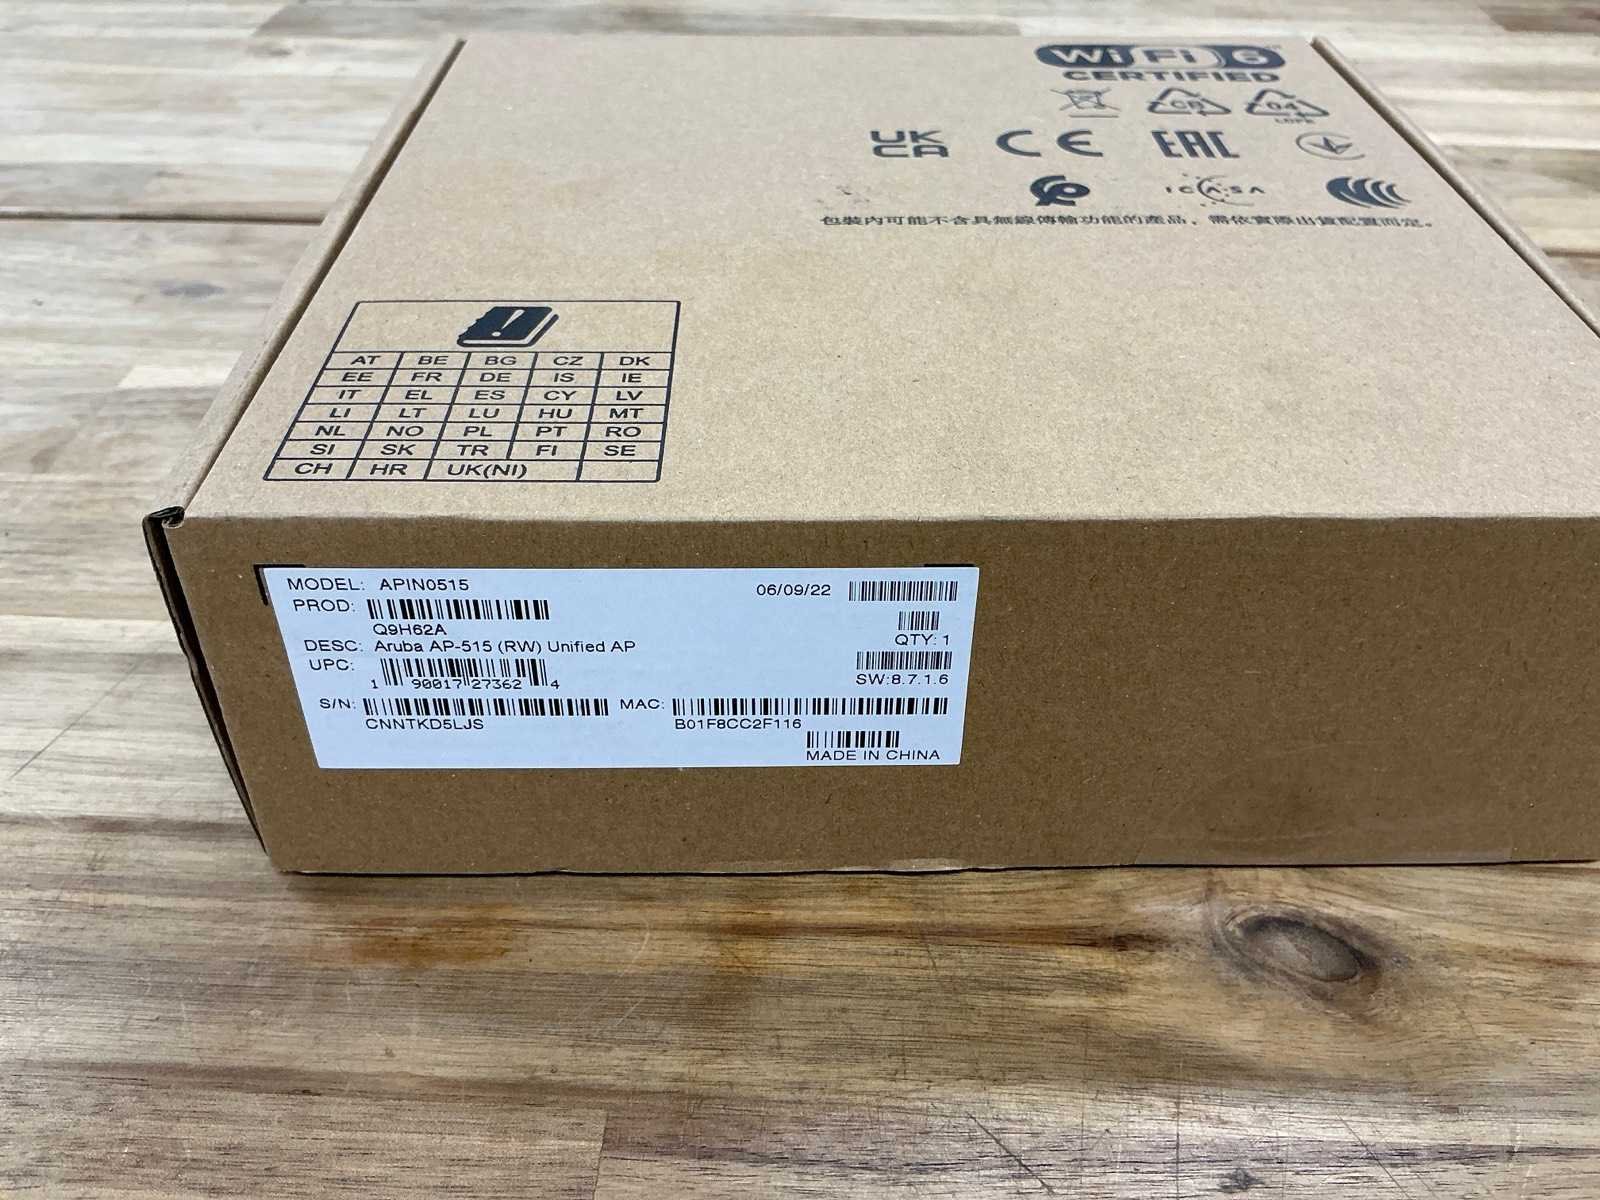 WiFi 6
CERTIFIED
04
LDPE
UK
CA
CE
EAC
ICASA
包裝內可能不含具無線傳輸功能的產品，需依實際出貨配置而定。
AT BE BG CZ DK
EE FR DE IS IE
IT EL ES CY LV
LI LT LU HU MT
NL NO PL PT RO
SI SK TR FI SE
CH HR UK(NI)
MODEL: APIN0515
06/09/22
PROD:
Q9H62A
QTY: 1
DESC: Aruba AP-515 (RW) Unified AP
UPC:
1 90017 27362 4
SW:8.7.1.6
S/N:
CNNTKD5LJS
MAC:
B01F8CC2F116
MADE IN CHINA